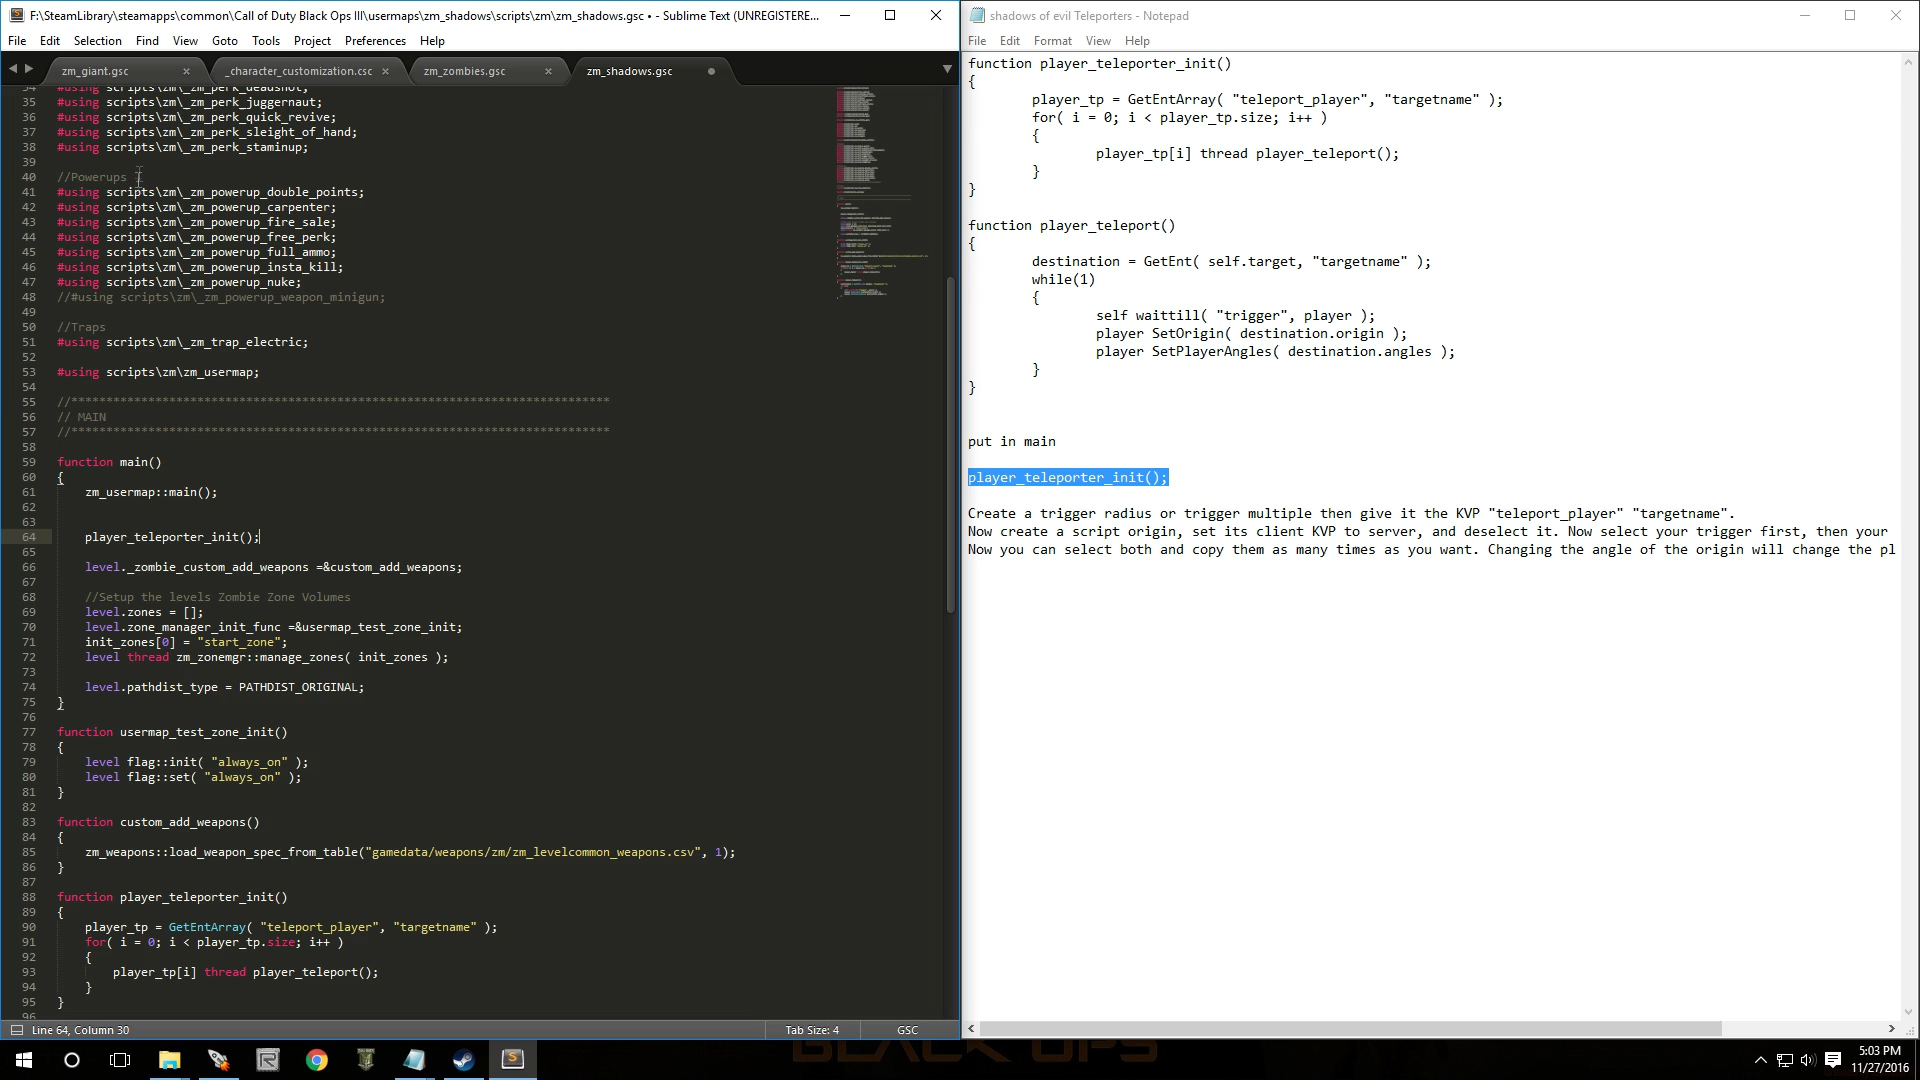 F:\SteamLibrary\steamapps\common\Call of Duty Black Ops III\usermaps\zm_shadows\scripts\zm\zm_shadows.gsc • - Sublime Text (UNREGISTERE...
File Edit Selection Find View Goto Tools Project Preferences Help
zm_giant.gsc × _character_customization.csc × zm_zombies.gsc × zm_shadows.gsc
34 #using scripts\zm\_zm_perk_deadshot;
35 #using scripts\zm\_zm_perk_juggernaut;
36 #using scripts\zm\_zm_perk_quick_revive;
37 #using scripts\zm\_zm_perk_sleight_of_hand;
38 #using scripts\zm\_zm_perk_staminup;
39
40 //Powerups
41 #using scripts\zm\_zm_powerup_double_points;
42 #using scripts\zm\_zm_powerup_carpenter;
43 #using scripts\zm\_zm_powerup_fire_sale;
44 #using scripts\zm\_zm_powerup_free_perk;
45 #using scripts\zm\_zm_powerup_full_ammo;
46 #using scripts\zm\_zm_powerup_insta_kill;
47 #using scripts\zm\_zm_powerup_nuke;
48 //#using scripts\zm\_zm_powerup_weapon_minigun;
49
50 //Traps
51 #using scripts\zm\_zm_trap_electric;
52
53 #using scripts\zm\zm_usermap;
54
55 //*****************************************************************************
56 // MAIN
57 //*****************************************************************************
58
59 function main()
60 {
61 zm_usermap::main();
62
63
64 player_teleporter_init();
65
66 level._zombie_custom_add_weapons =&custom_add_weapons;
67
68 //Setup the levels Zombie Zone Volumes
69 level.zones = [];
70 level.zone_manager_init_func =&usermap_test_zone_init;
71 init_zones[0] = "start_zone";
72 level thread zm_zonemgr::manage_zones( init_zones );
73
74 level.pathdist_type = PATHDIST_ORIGINAL;
75 }
76
77 function usermap_test_zone_init()
78 {
79 level flag::init( "always_on" );
80 level flag::set( "always_on" );
81 }
82
83 function custom_add_weapons()
84 {
85 zm_weapons::load_weapon_spec_from_table("gamedata/weapons/zm/zm_levelcommon_weapons.csv", 1);
86 }
87
88 function player_teleporter_init()
89 {
90 player_tp = GetEntArray( "teleport_player", "targetname" );
91 for( i = 0; i < player_tp.size; i++ )
92 {
93 player_tp[i] thread player_teleport();
94 }
95 }
96
Line 64, Column 30 Tab Size: 4 GSC
shadows of evil Teleporters - Notepad
File Edit Format View Help
function player_teleporter_init()
{
player_tp = GetEntArray( "teleport_player", "targetname" );
for( i = 0; i < player_tp.size; i++ )
{
player_tp[i] thread player_teleport();
}
}
function player_teleport()
{
destination = GetEnt( self.target, "targetname" );
while(1)
{
self waittill( "trigger", player );
player SetOrigin( destination.origin );
player SetPlayerAngles( destination.angles );
}
}
put in main
player_teleporter_init();
Create a trigger radius or trigger multiple then give it the KVP "teleport_player" "targetname".
Now create a script origin, set its client KVP to server, and deselect it. Now select your trigger first, then your
Now you can select both and copy them as many times as you want. Changing the angle of the origin will change the pl
BLACK OPS
5:03 PM
11/27/2016